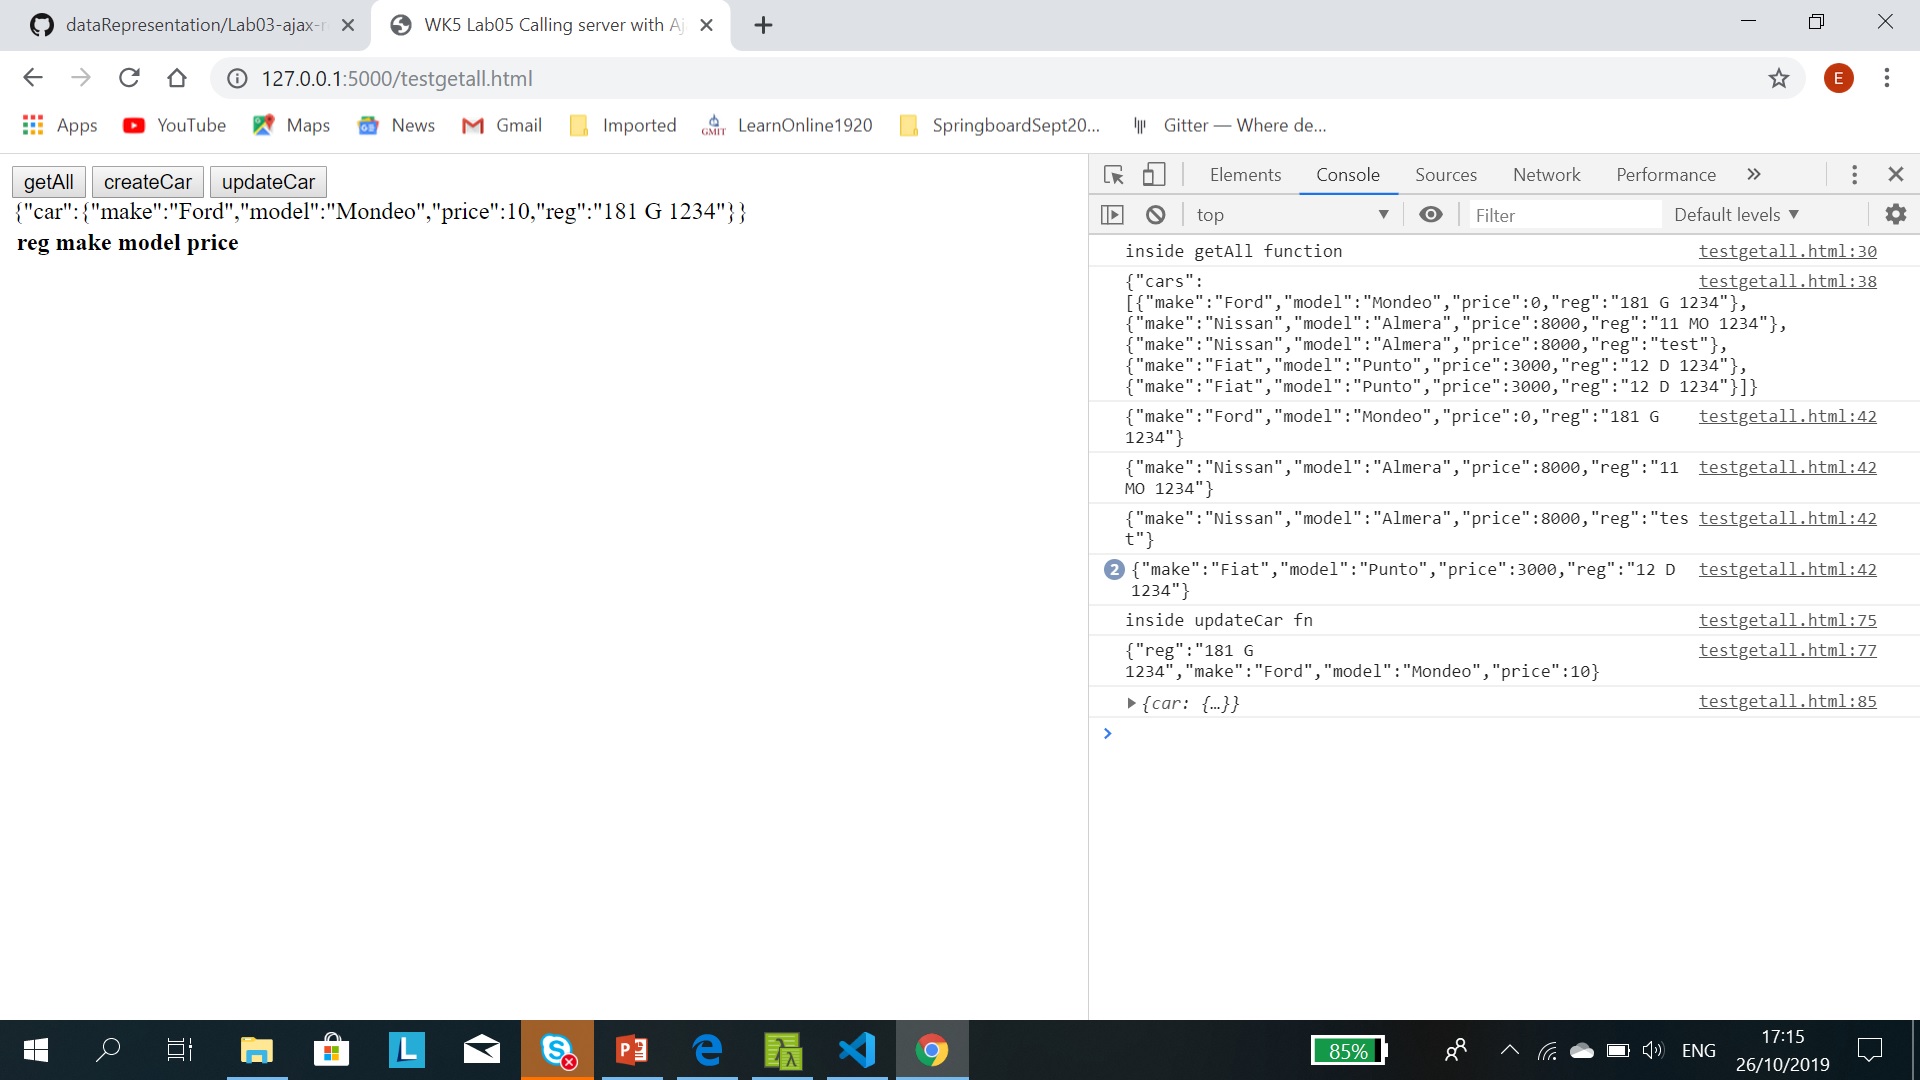 dataRepresentation/Lab03-ajax-r
WK5 Lab05 Calling server with Aj
127.0.0.1:5000/testgetall.html
E
Apps
YouTube
Maps
News
Gmail
Imported
GMIT
LearnOnline1920
SpringboardSept20...
Gitter — Where de...
getAll
createCar
updateCar
{"car":{"make":"Ford","model":"Mondeo","price":10,"reg":"181 G 1234"}}
reg make model price
Elements
Console
Sources
Network
Performance
top
Filter
Default levels
inside getAll function testgetall.html:30
{"cars": testgetall.html:38
[{"make":"Ford","model":"Mondeo","price":0,"reg":"181 G 1234"},
{"make":"Nissan","model":"Almera","price":8000,"reg":"11 MO 1234"},
{"make":"Nissan","model":"Almera","price":8000,"reg":"test"},
{"make":"Fiat","model":"Punto","price":3000,"reg":"12 D 1234"},
{"make":"Fiat","model":"Punto","price":3000,"reg":"12 D 1234"}]}
{"make":"Ford","model":"Mondeo","price":0,"reg":"181 G testgetall.html:42
1234"}
{"make":"Nissan","model":"Almera","price":8000,"reg":"11 testgetall.html:42
MO 1234"}
{"make":"Nissan","model":"Almera","price":8000,"reg":"tes testgetall.html:42
t"}
2 {"make":"Fiat","model":"Punto","price":3000,"reg":"12 D testgetall.html:42
1234"}
inside updateCar fn testgetall.html:75
{"reg":"181 G testgetall.html:77
1234","make":"Ford","model":"Mondeo","price":10}
{car: {…}} testgetall.html:85
85%
ENG
17:15
26/10/2019